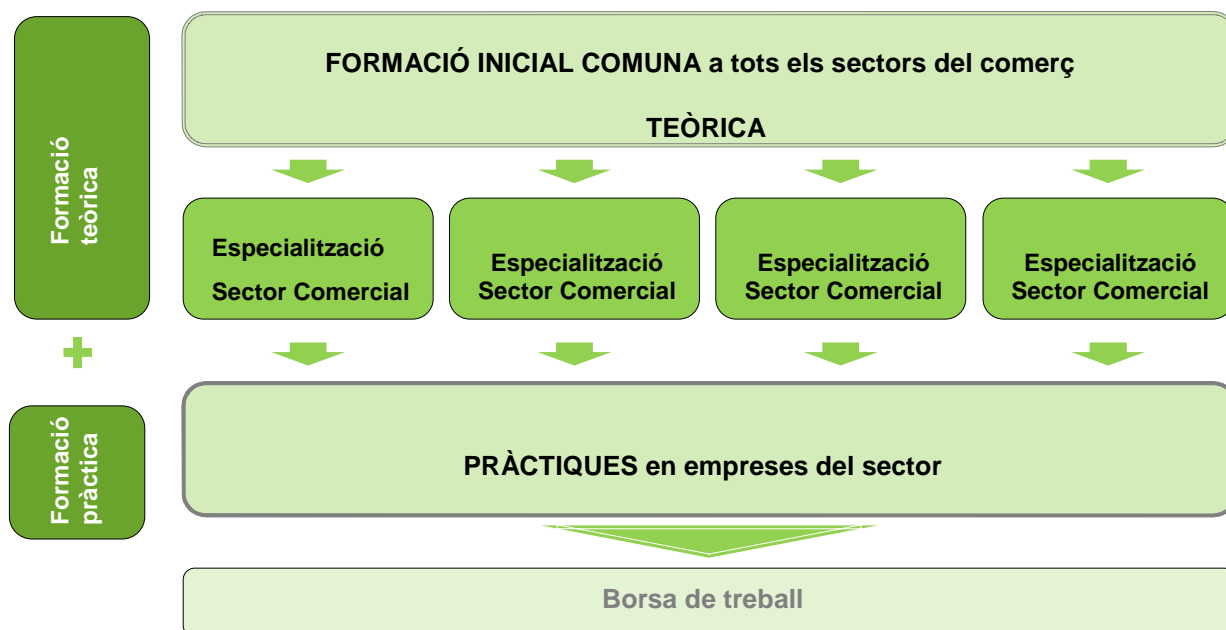 FORMACIÓ INICIAL COMUNA a tots els sectors del comerç
TEÒRICA
Formació
teòrica
Especialització
Sector Comercial
Especialització
Sector Comercial
Especialització
Sector Comercial
Especialització
Sector Comercial
Formació
pràctica
PRÀCTIQUES en empreses del sector
Borsa de treball